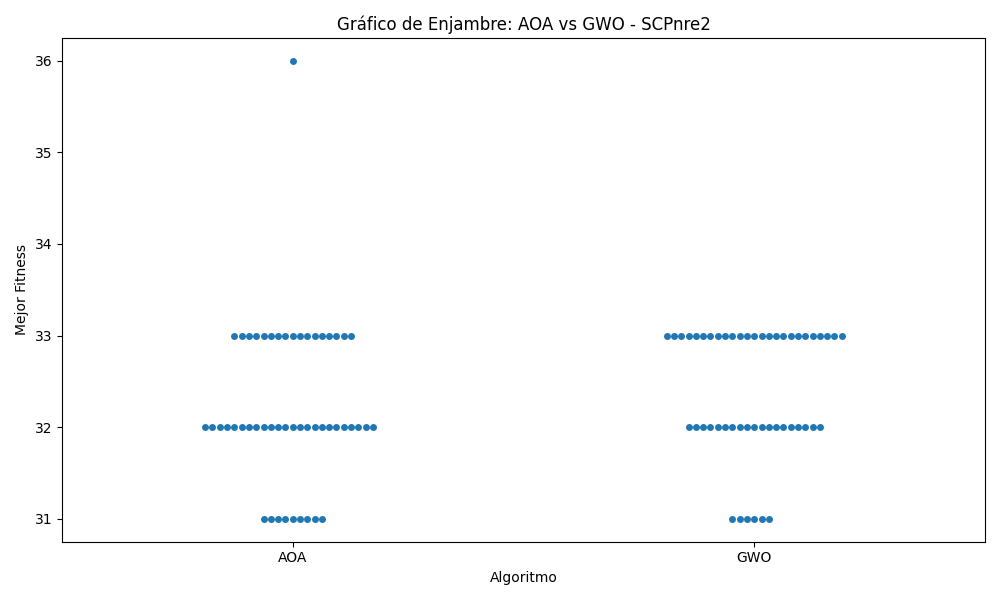 Gráfico de Enjambre: AOA vs GWO - SCPnre2
Mejor Fitness
36
35
34
33
32
31
AOA
GWO
Algoritmo